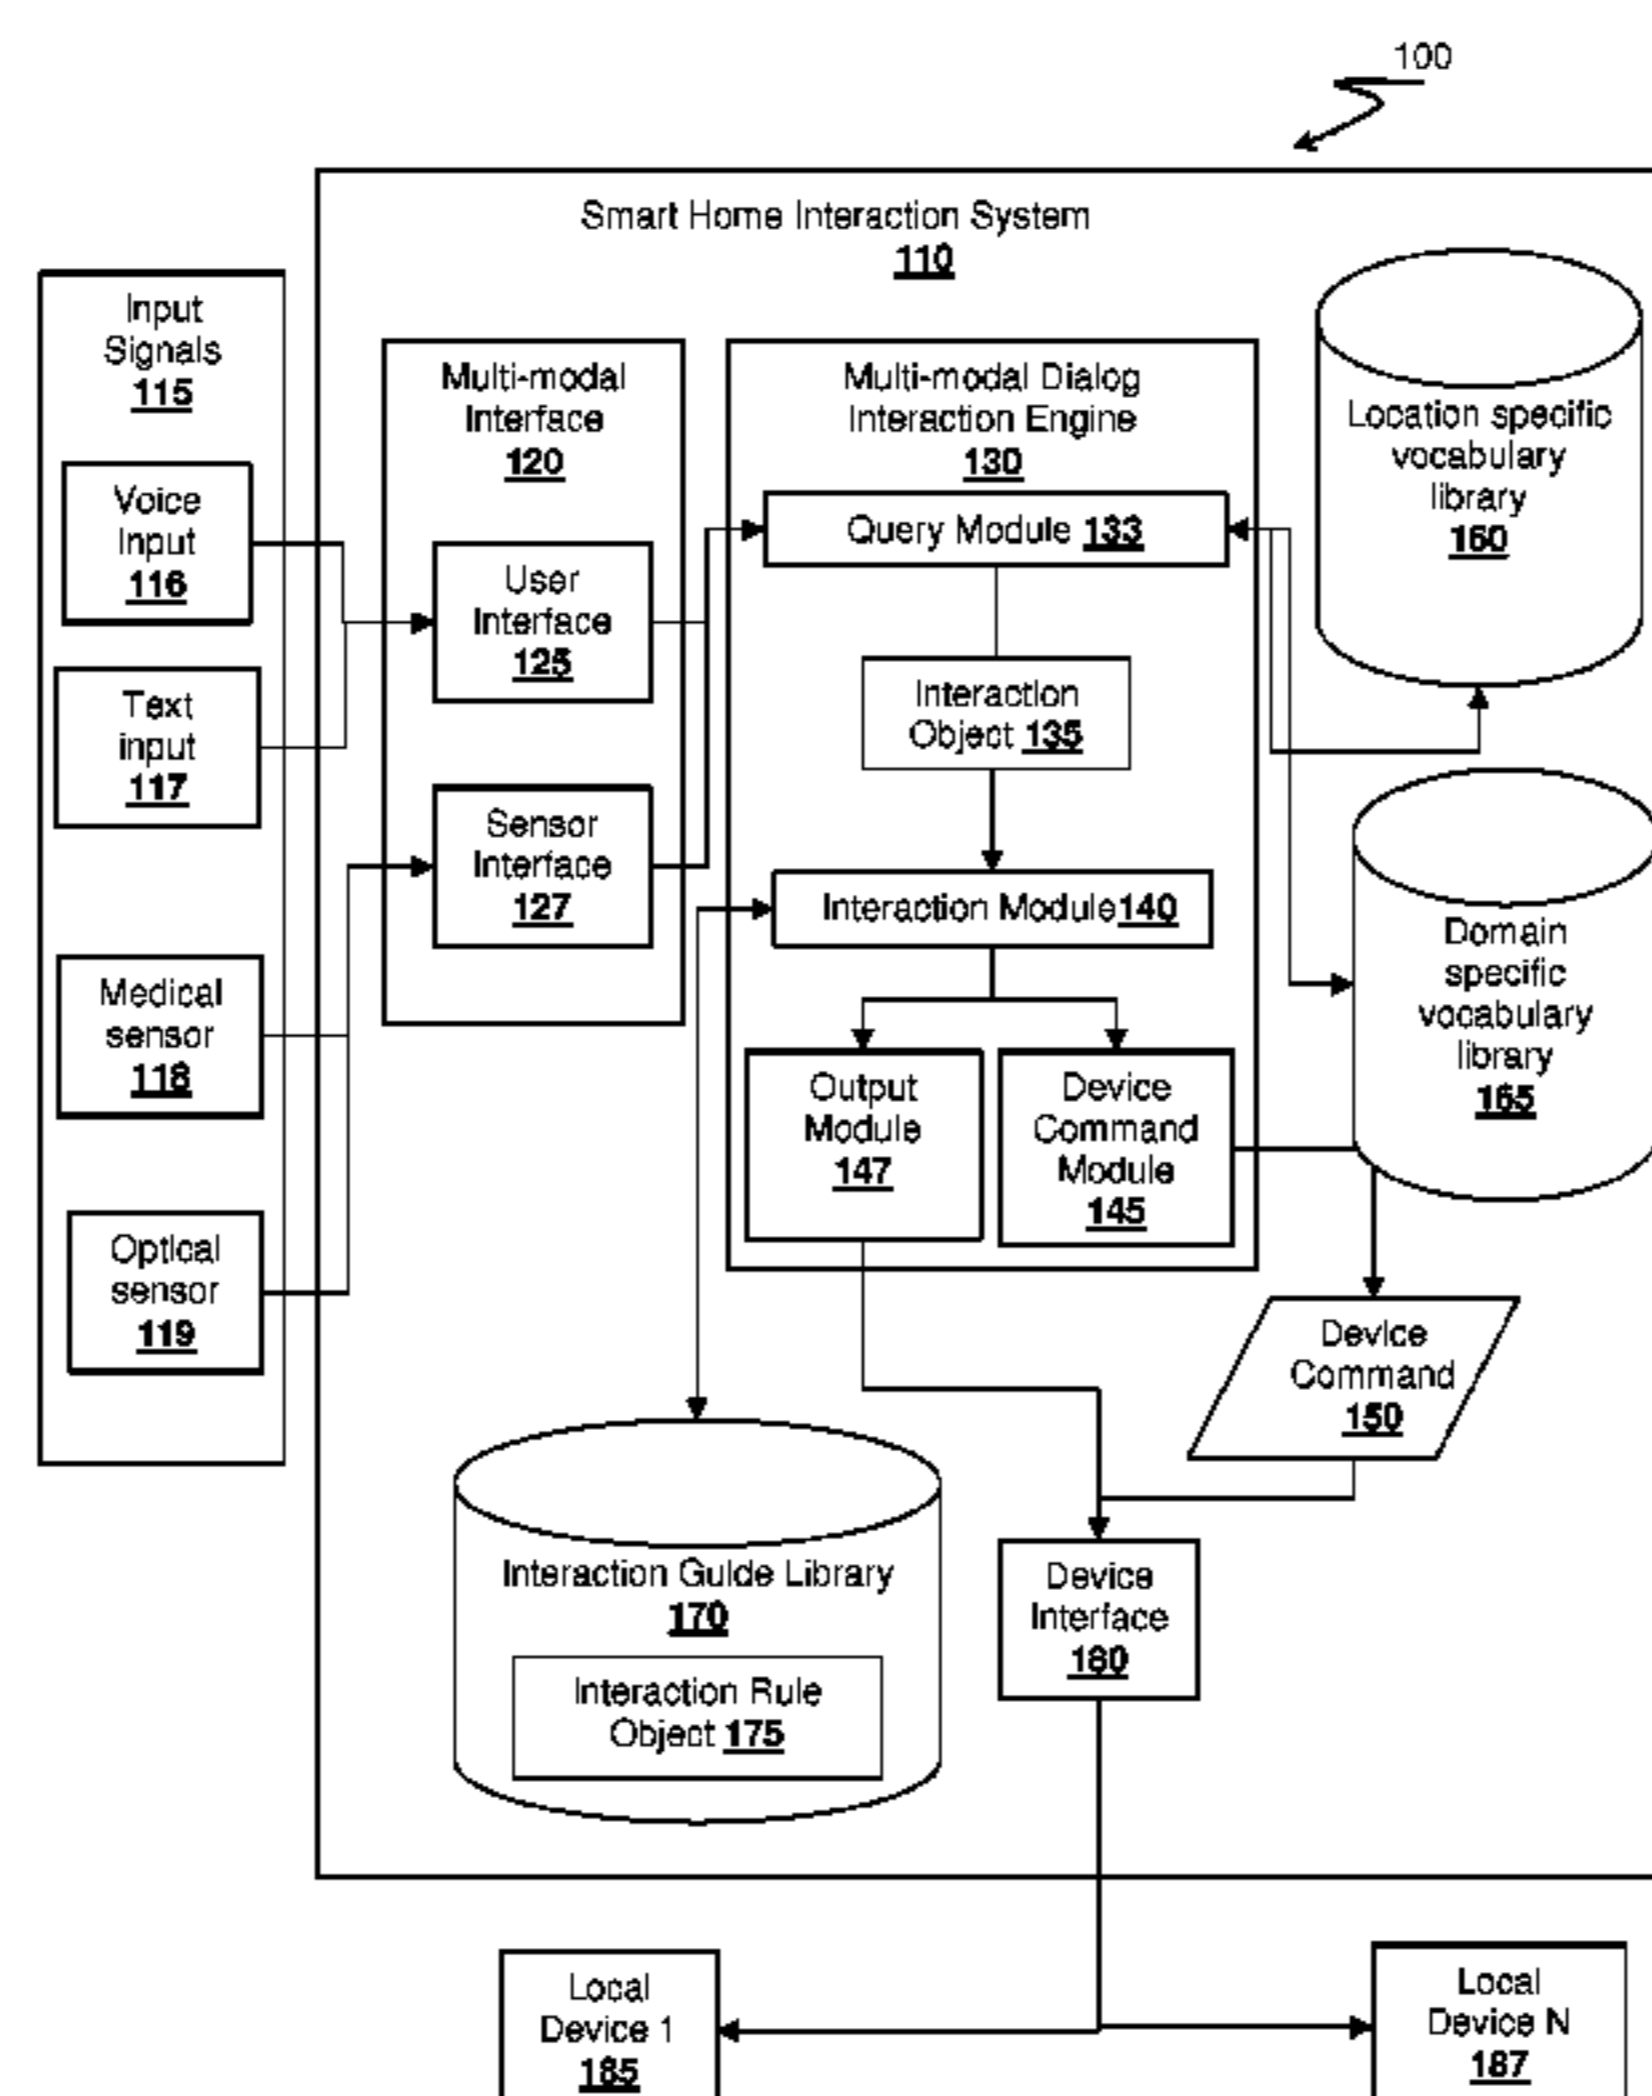 100
Smart Home Interaction System
110
Input
Signals
115
Voice
Input
116
Text
input
117
Medical
sensor
118
Optical
sensor
119
Multi-modal
Interface
120
User
Interface
125
Sensor
Interface
127
Multi-modal Dialog
Interaction Engine
130
Query Module 133
Interaction
Object 135
Interaction Module140
Output
Module
147
Device
Command
Module
145
Location specific
vocabulary
library
160
Domain
specific
vocabulary
library
165
Device
Command
150
Interaction Guide Library
170
Interaction Rule
Object 175
Device
Interface
180
Local
Device 1
185
Local
Device N
187